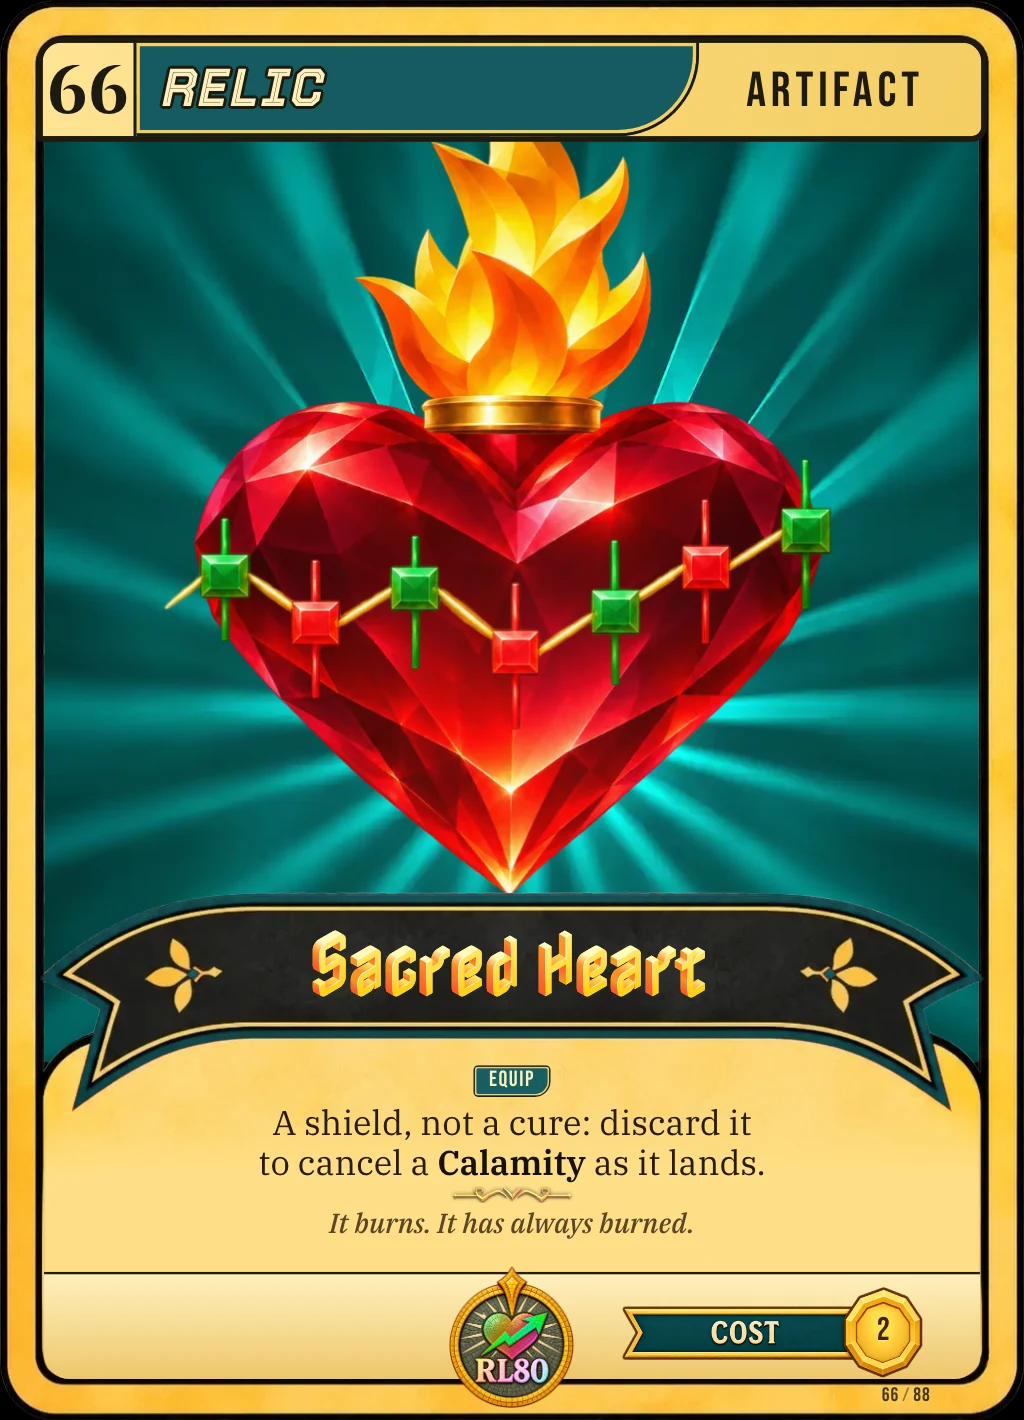 66
RELIC
ARTIFACT
Sacred Heart
EQUIP
A shield, not a cure: discard it
to cancel a Calamity as it lands.
It burns. It has always burned.
RL80
COST
2
66 / 88